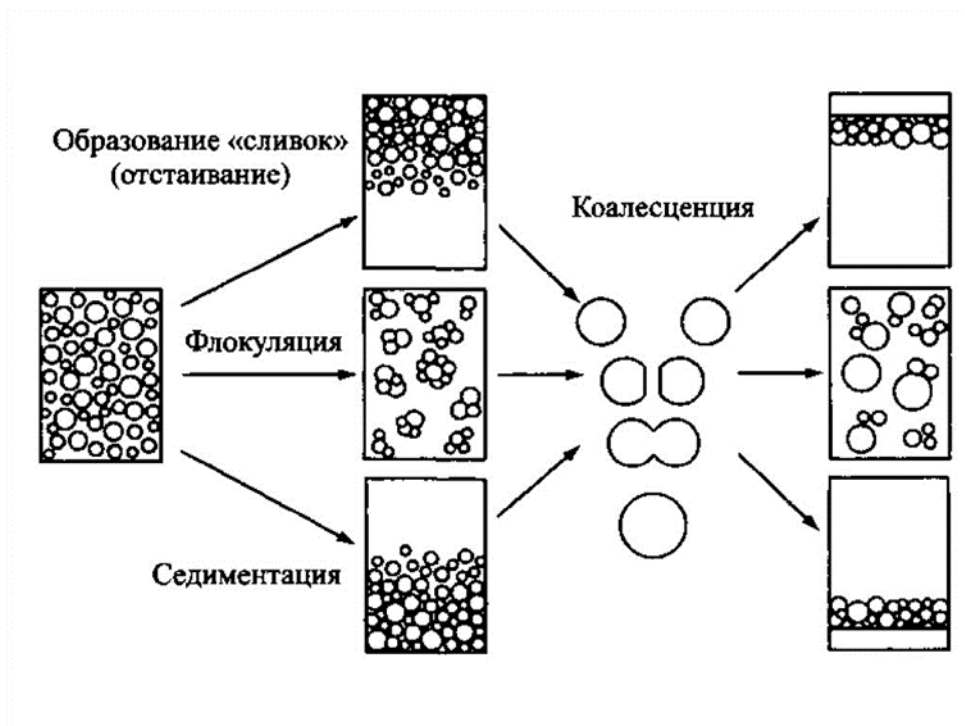 Образование «сливок»
(отстаивание)
Коалесценция
Флокуляция
Седиментация